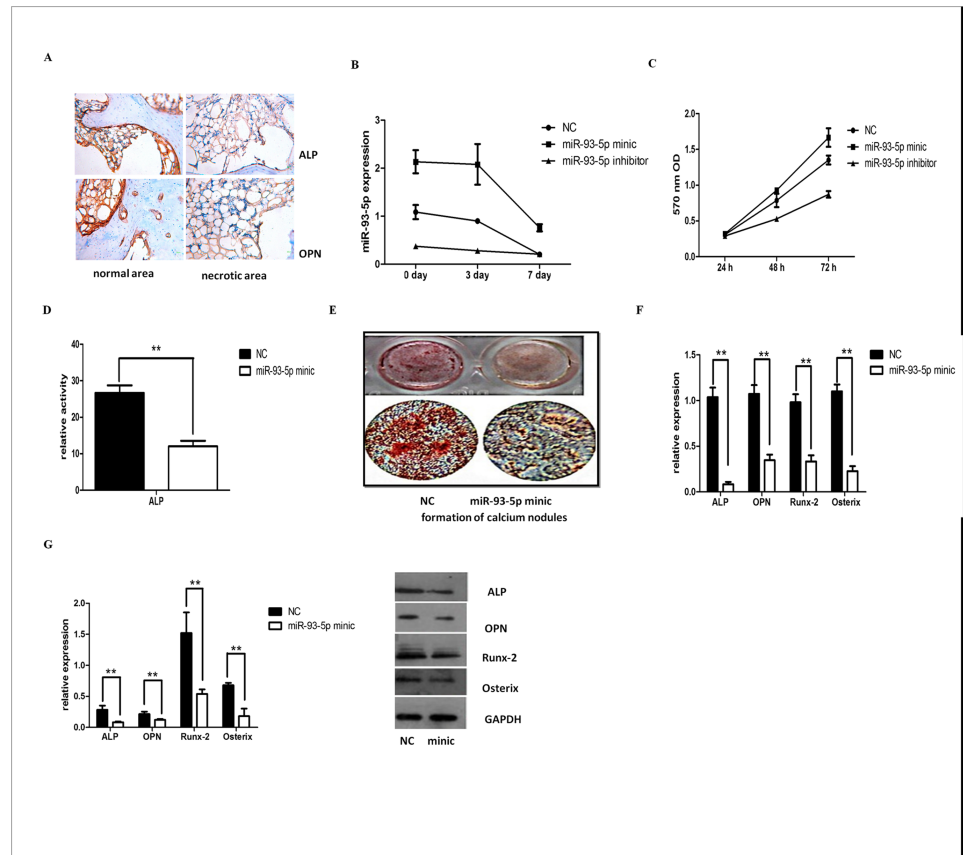 A
ALP
OPN
normal area
necrotic area
B
miR-93-5p expression
3
2
1
0
0 day
3 day
7 day
NC
miR-93-5p minic
miR-93-5p inhibitor
C
570 nm OD
2.0
1.5
1.0
0.5
0.0
24 h
48 h
72 h
NC
miR-93-5p minic
miR-93-5p inhibitor
D
relative activity
40
30
20
10
0
**
ALP
NC
miR-93-5p minic
E
NC
miR-93-5p minic
formation of calcium nodules
F
relative expression
1.5
1.0
0.5
0.0
**
**
**
**
ALP
OPN
Runx-2
Osterix
NC
miR-93-5p minic
G
relative expression
2.0
1.5
1.0
0.5
0.0
**
**
**
**
ALP
OPN
Runx-2
Osterix
NC
miR-93-5p minic
ALP
OPN
Runx-2
Osterix
GAPDH
NC
minic